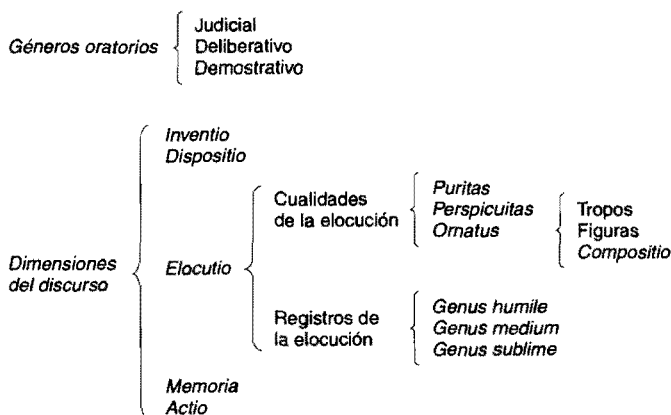 Géneros oratorios
Judicial
Deliberativo
Demostrativo
Dimensiones
del discurso
Inventio
Dispositio
Elocutio
Cualidades
de la elocución
Puritas
Perspicuitas
Ornatus
Tropos
Figuras
Compositio
Registros de
la elocución
Genus humile
Genus medium
Genus sublime
Memoria
Actio